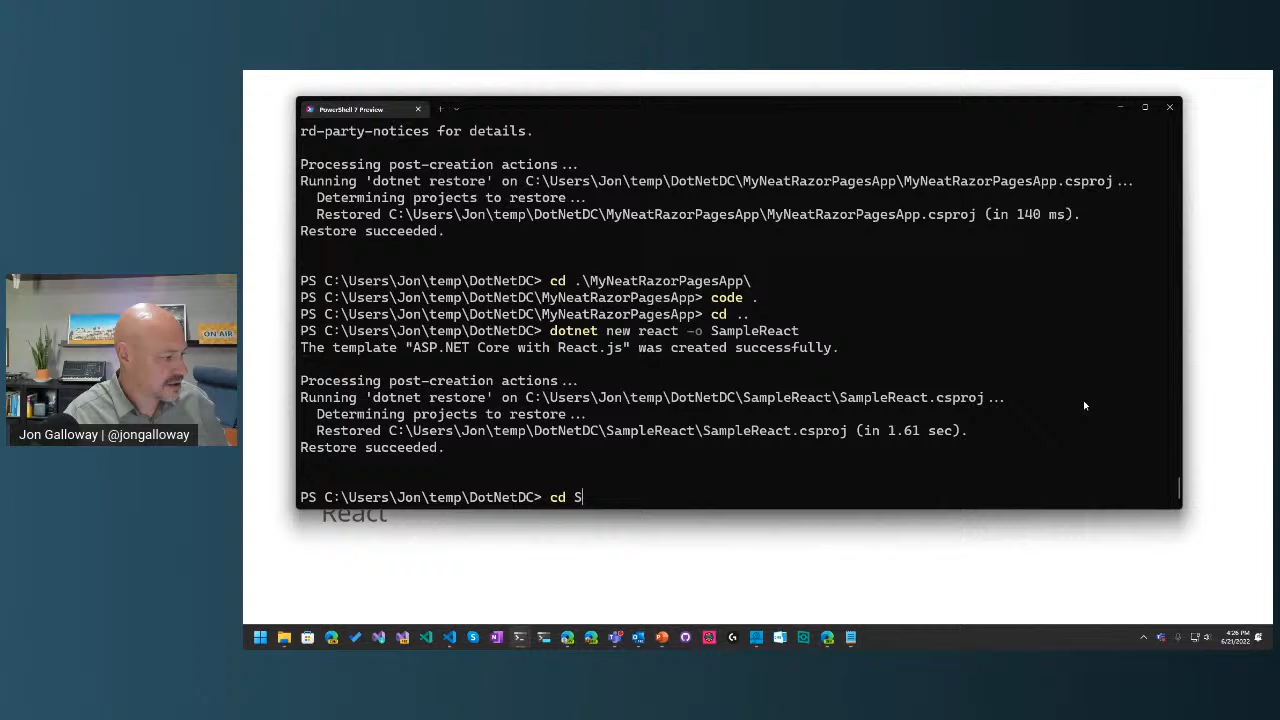 PowerShell 7 Preview
rd-party-notices for details.
Processing post-creation actions...
Running 'dotnet restore' on C:\Users\Jon\temp\DotNetDC\MyNeatRazorPagesApp\MyNeatRazorPagesApp.csproj...
Determining projects to restore...
Restored C:\Users\Jon\temp\DotNetDC\MyNeatRazorPagesApp\MyNeatRazorPagesApp.csproj (in 140 ms).
Restore succeeded.
PS C:\Users\Jon\temp\DotNetDC> cd .\MyNeatRazorPagesApp\
PS C:\Users\Jon\temp\DotNetDC\MyNeatRazorPagesApp> code .
PS C:\Users\Jon\temp\DotNetDC\MyNeatRazorPagesApp> cd ..
PS C:\Users\Jon\temp\DotNetDC> dotnet new react -o SampleReact
The template "ASP.NET Core with React.js" was created successfully.
Processing post-creation actions...
Running 'dotnet restore' on C:\Users\Jon\temp\DotNetDC\SampleReact\SampleReact.csproj...
Determining projects to restore...
Restored C:\Users\Jon\temp\DotNetDC\SampleReact\SampleReact.csproj (in 1.61 sec).
Restore succeeded.
PS C:\Users\Jon\temp\DotNetDC> cd S
React
ON AIR
Jon Galloway | @jongalloway
4:26 PM
6/21/2022